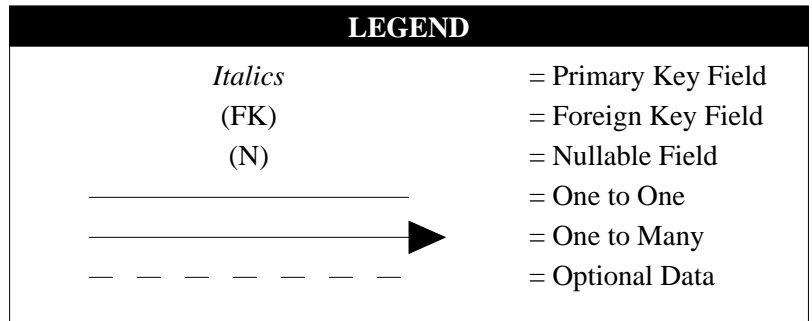 LEGEND
Italics = Primary Key Field
(FK) = Foreign Key Field
(N) = Nullable Field
= One to One
= One to Many
= Optional Data